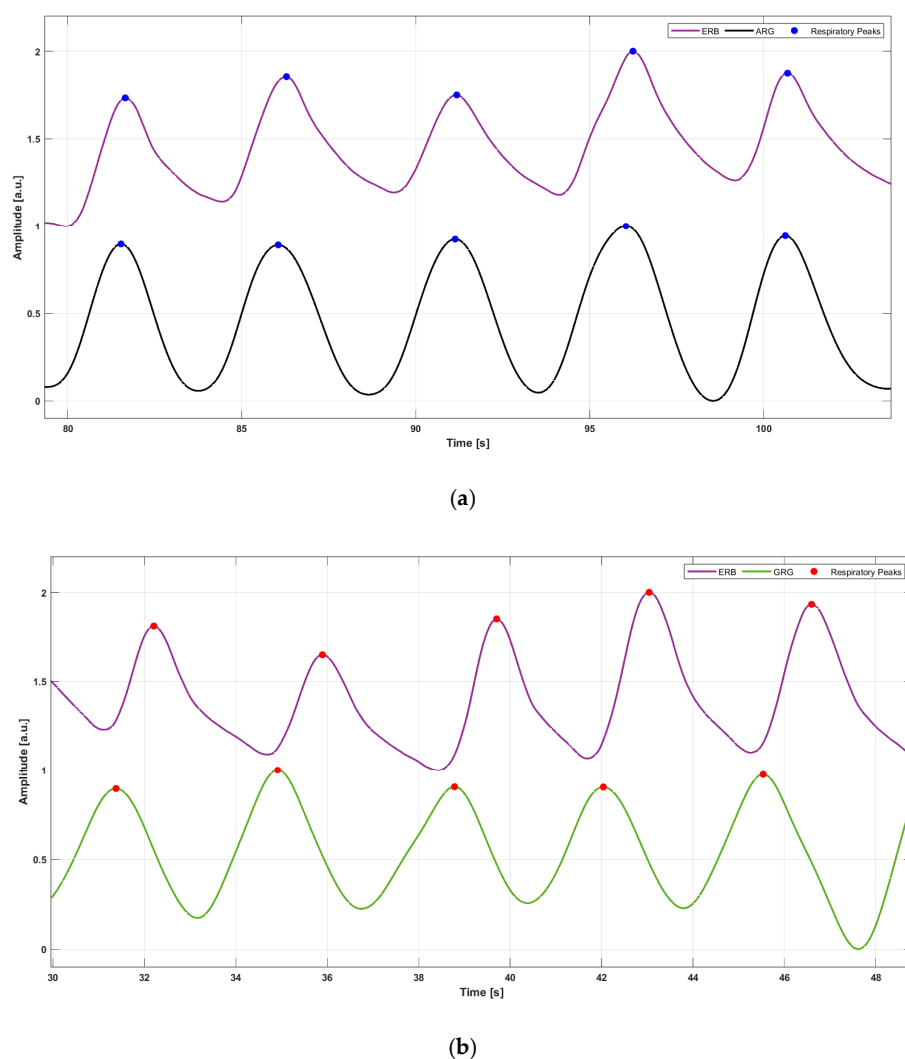 ERB ARG Respiratory Peaks
2
1.5
1
0.5
0
Amplitude [a.u.]
80 85 90 95 100
Time [s]
(a)
ERB GRG Respiratory Peaks
2
1.5
1
0.5
0
Amplitude [a.u.]
30 32 34 36 38 40 42 44 46 48
Time [s]
(b)